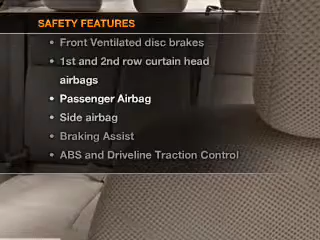 SAFETY FEATURES
• Front Ventilated disc brakes
• 1st and 2nd row curtain head
airbags
• Passenger Airbag
• Side airbag
• Braking Assist
• ABS and Driveline Traction Control